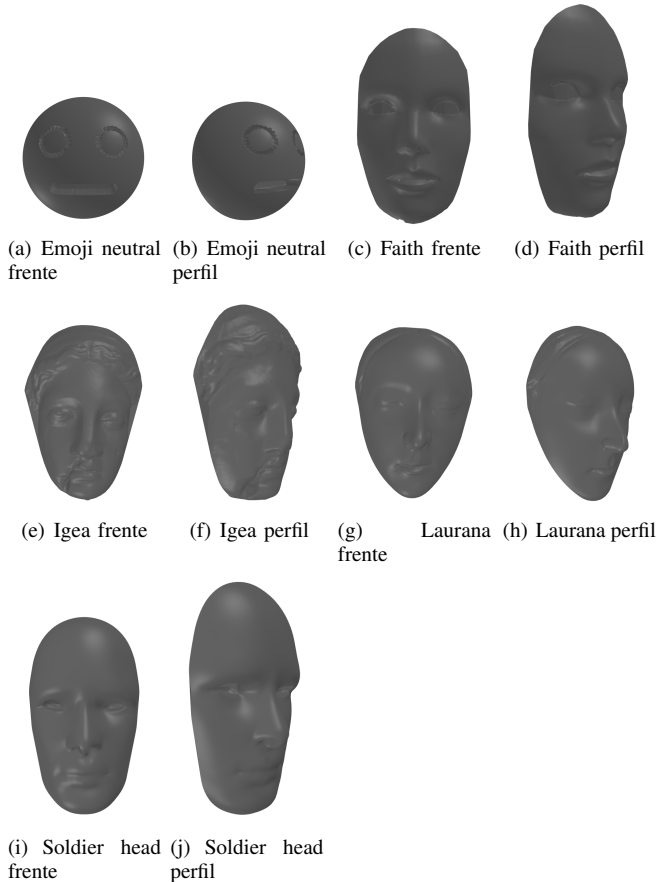 (a) Emoji neutral frente
(b) Emoji neutral perfil
(c) Faith frente
(d) Faith perfil
(e) Igea frente
(f) Igea perfil
(g) Laurana frente
(h) Laurana perfil
(i) Soldier head frente
(j) Soldier head perfil